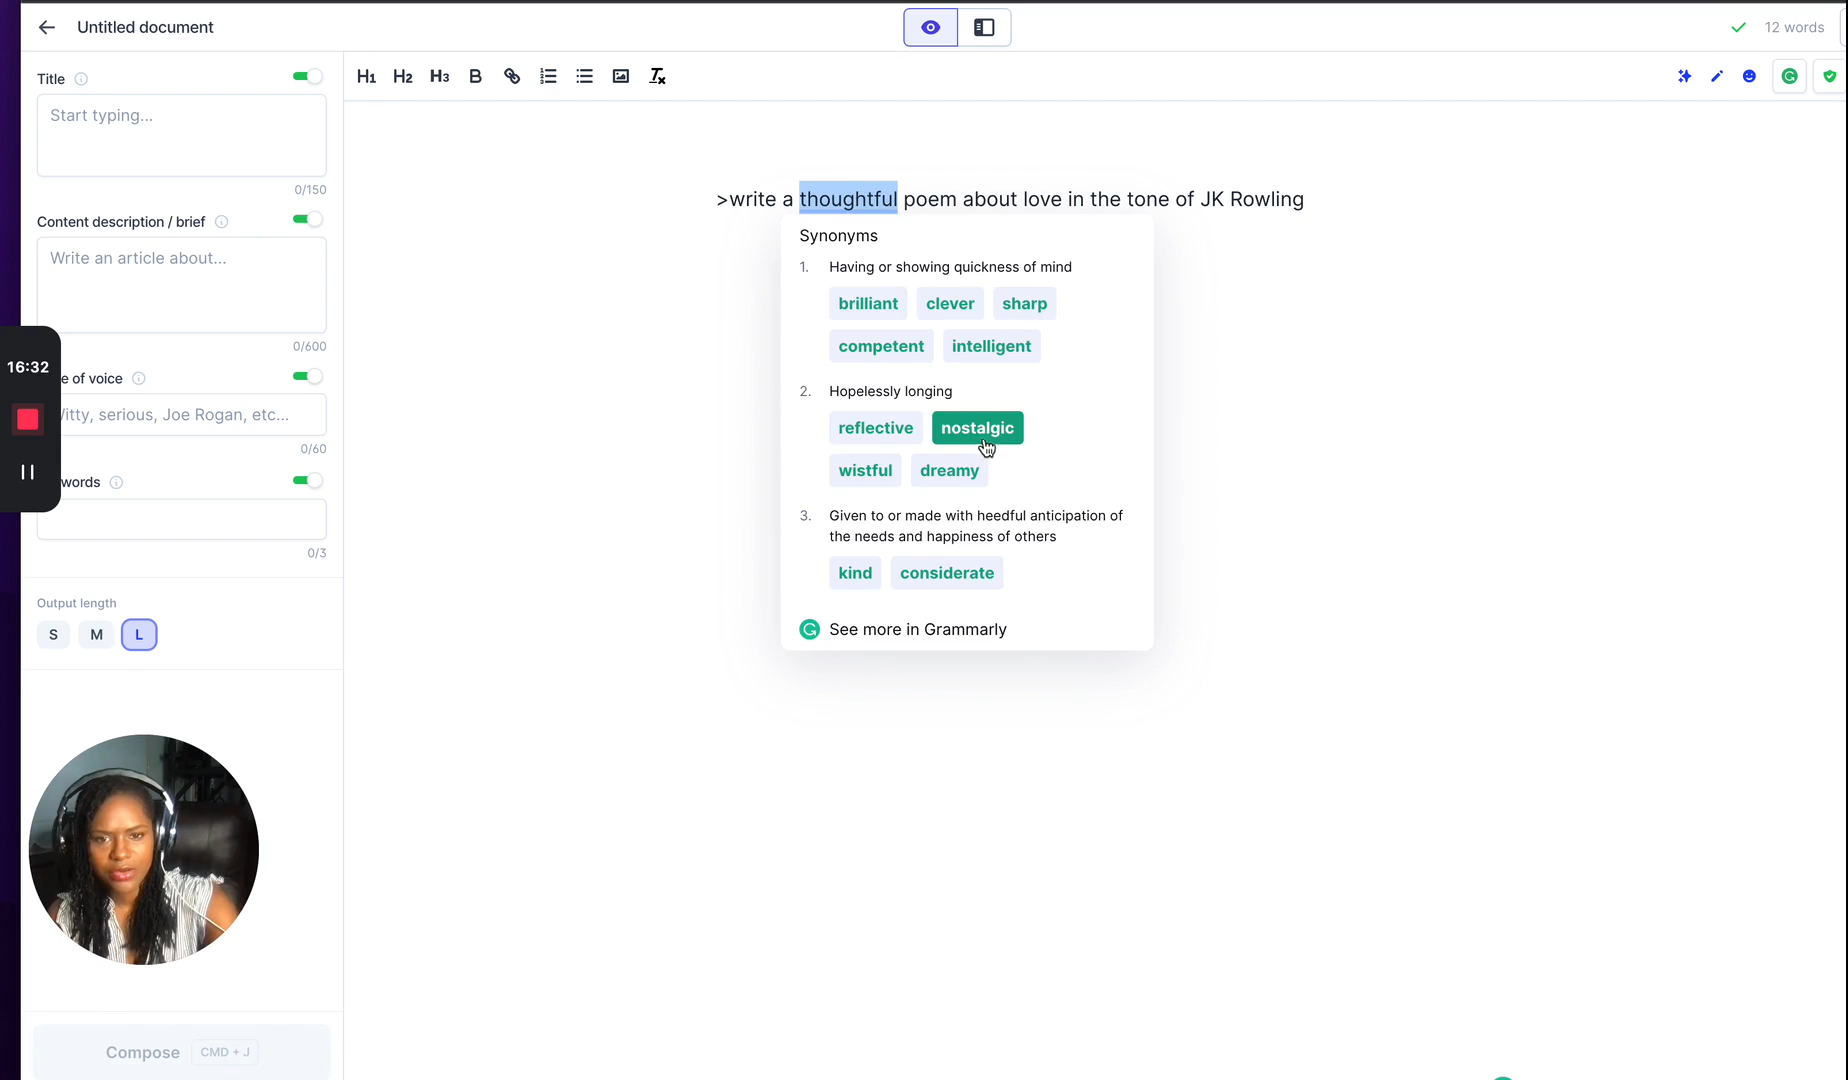 Untitled document
12 words
Title
Start typing...
0/150
Content description / brief
Write an article about...
0/600
16:32
e of voice
itty, serious, Joe Rogan, etc...
0/60
words
0/3
Output length
S M L
Compose CMD + J
H1 H2 H3 B
>write a thoughtful poem about love in the tone of JK Rowling
Synonyms
1. Having or showing quickness of mind
brilliant clever sharp
competent intelligent
2. Hopelessly longing
reflective nostalgic
wistful dreamy
3. Given to or made with heedful anticipation of
the needs and happiness of others
kind considerate
See more in Grammarly